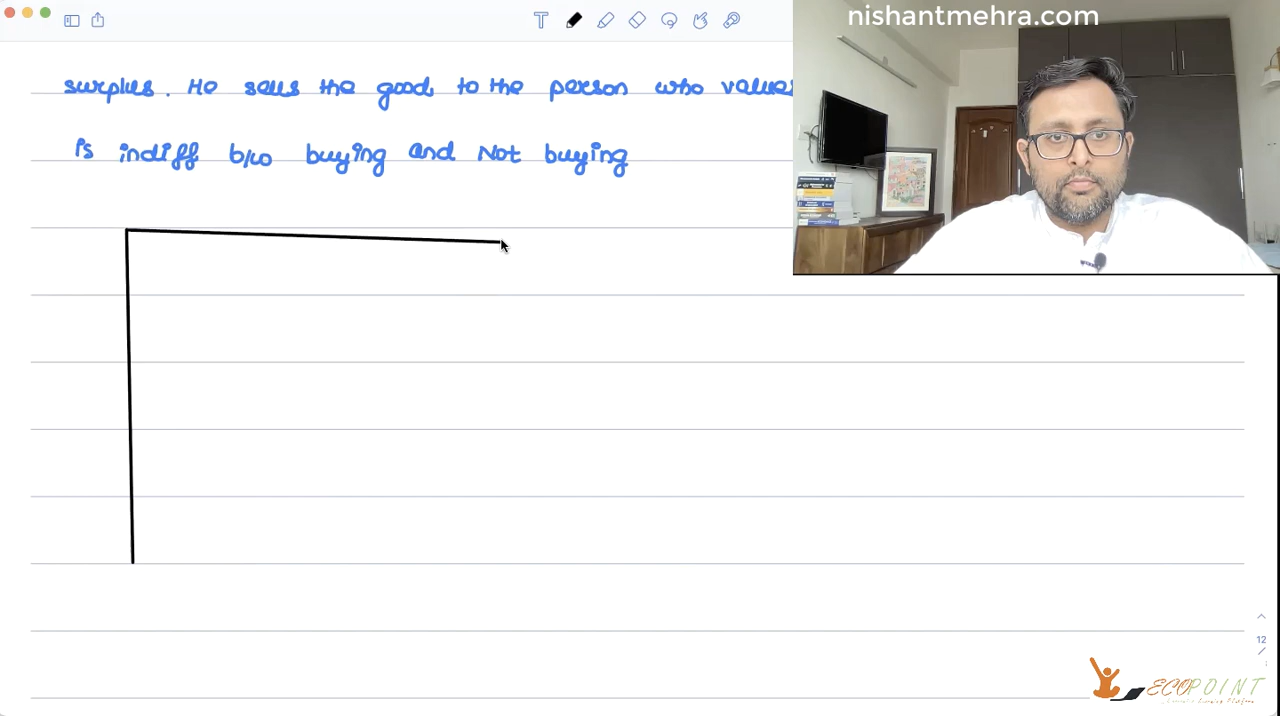 nishantmehra.com
surplus. He sells the good, to the person who values
is indiff b/w buying and Not buying
12
ECOPOINT